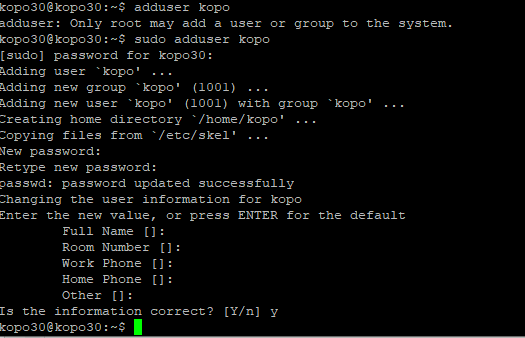 kopo30@kopo30:~$ adduser kopo
adduser: Only root may add a user or group to the system.
kopo30@kopo30:~$ sudo adduser kopo
[sudo] password for kopo30:
Adding user `kopo' ...
Adding new group `kopo' (1001) ...
Adding new user `kopo' (1001) with group `kopo' ...
Creating home directory `/home/kopo' ...
Copying files from `/etc/skel' ...
New password:
Retype new password:
passwd: password updated successfully
Changing the user information for kopo
Enter the new value, or press ENTER for the default
        Full Name []:
        Room Number []:
        Work Phone []:
        Home Phone []:
        Other []:
Is the information correct? [Y/n] y
kopo30@kopo30:~$